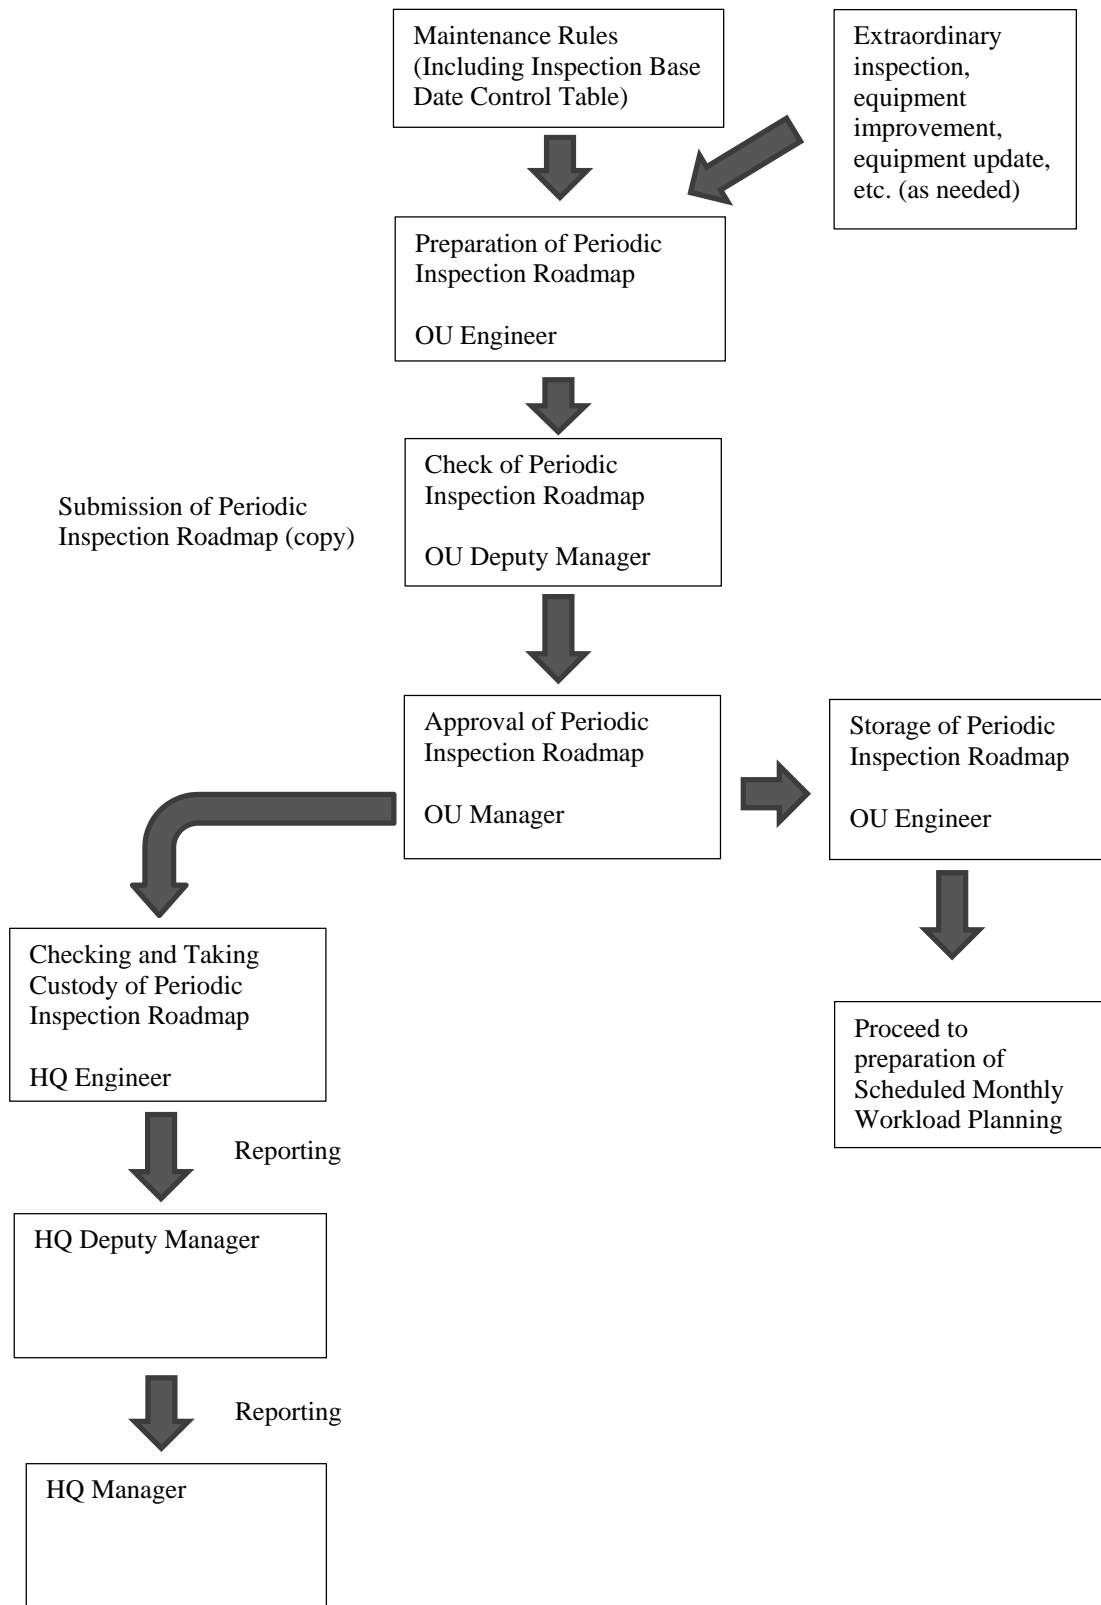 Maintenance Rules
(Including Inspection Base
Date Control Table)
Extraordinary
inspection,
equipment
improvement,
equipment update,
etc. (as needed)
Preparation of Periodic
Inspection Roadmap
OU Engineer
Check of Periodic
Inspection Roadmap
OU Deputy Manager
Submission of Periodic
Inspection Roadmap (copy)
Approval of Periodic
Inspection Roadmap
OU Manager
Storage of Periodic
Inspection Roadmap
OU Engineer
Checking and Taking
Custody of Periodic
Inspection Roadmap
HQ Engineer
Proceed to
preparation of
Scheduled Monthly
Workload Planning
Reporting
HQ Deputy Manager
Reporting
HQ Manager